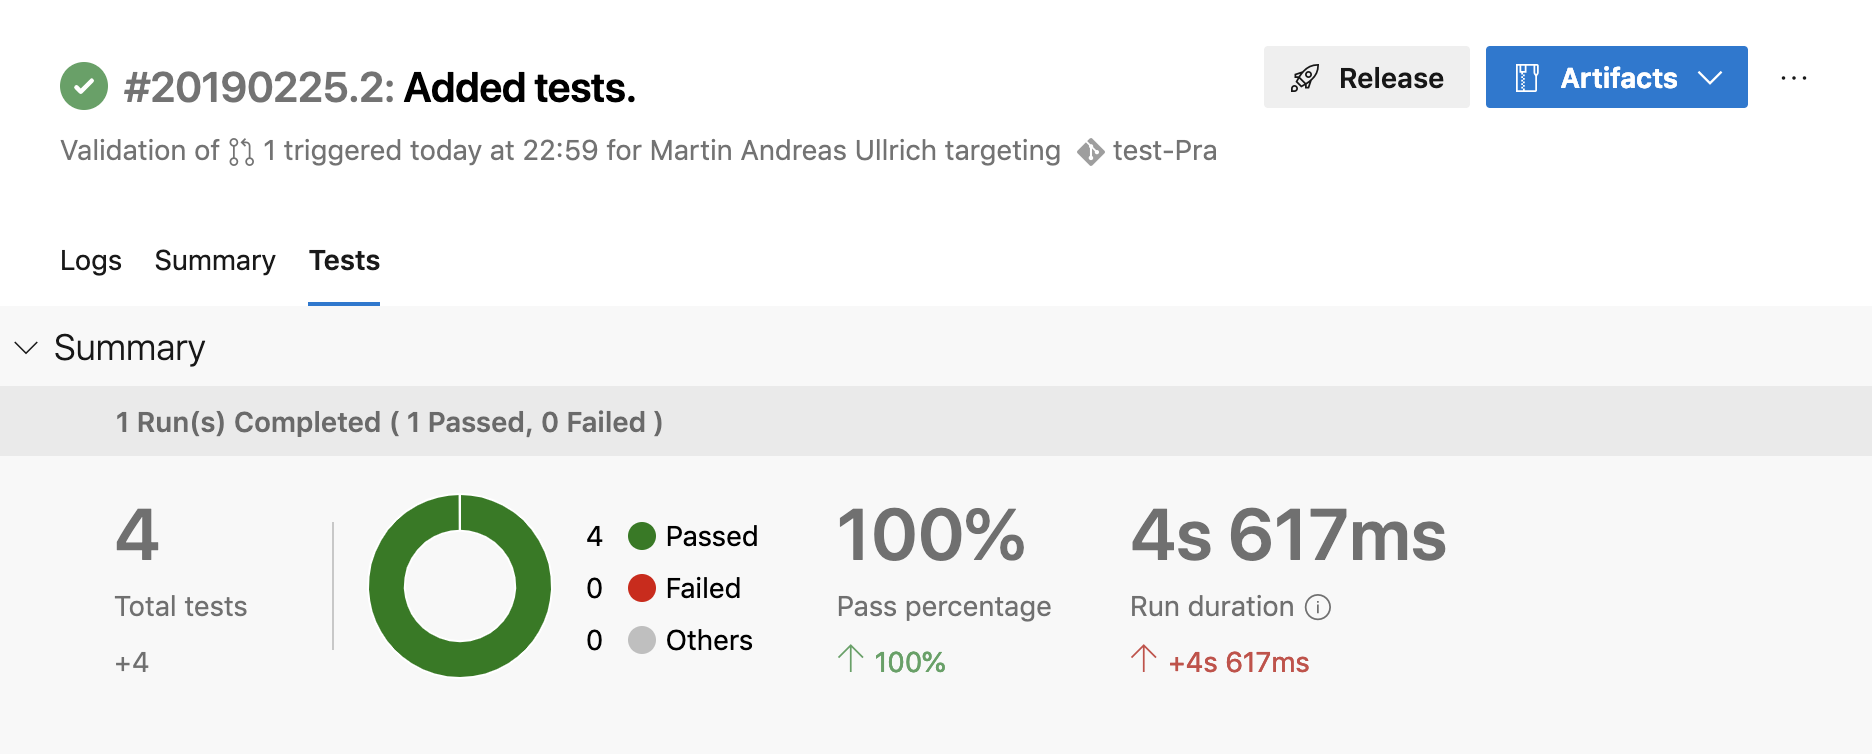 #20190225.2: Added tests.
Release
Artifacts
Validation of 1 triggered today at 22:59 for Martin Andreas Ullrich targeting test-Pra
Logs Summary Tests
Summary
1 Run(s) Completed ( 1 Passed, 0 Failed )
4
Total tests
+4
4 Passed
0 Failed
0 Others
100%
Pass percentage
100%
4s 617ms
Run duration
+4s 617ms